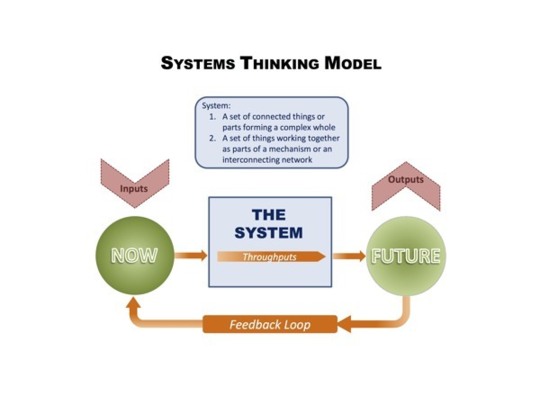 SYSTEMS THINKING MODEL
System:
1. A set of connected things or
parts forming a complex whole
2. A set of things working together
as parts of a mechanism or an
interconnecting network
Inputs
Outputs
THE
SYSTEM
NOW
Throughputs
FUTURE
Feedback Loop